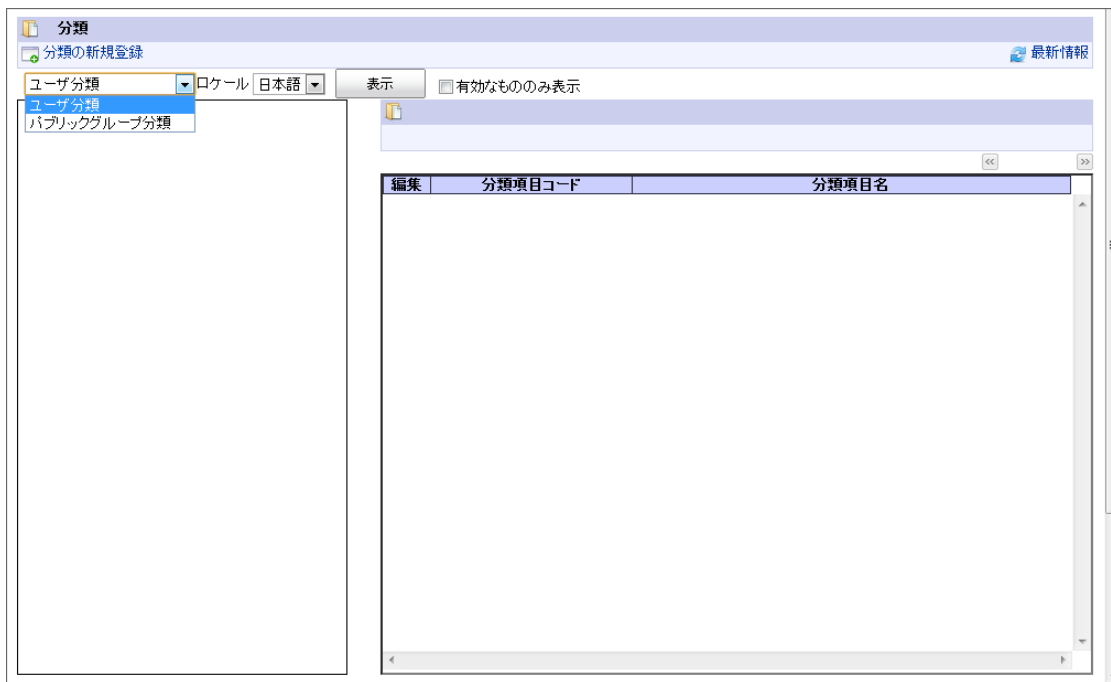 分類
分類の新規登録 最新情報
ユーザ分類 ロケール 日本語 表示 有効なもののみ表示
ユーザ分類
パブリックグループ分類
<< >>
編集 分類項目コード 分類項目名